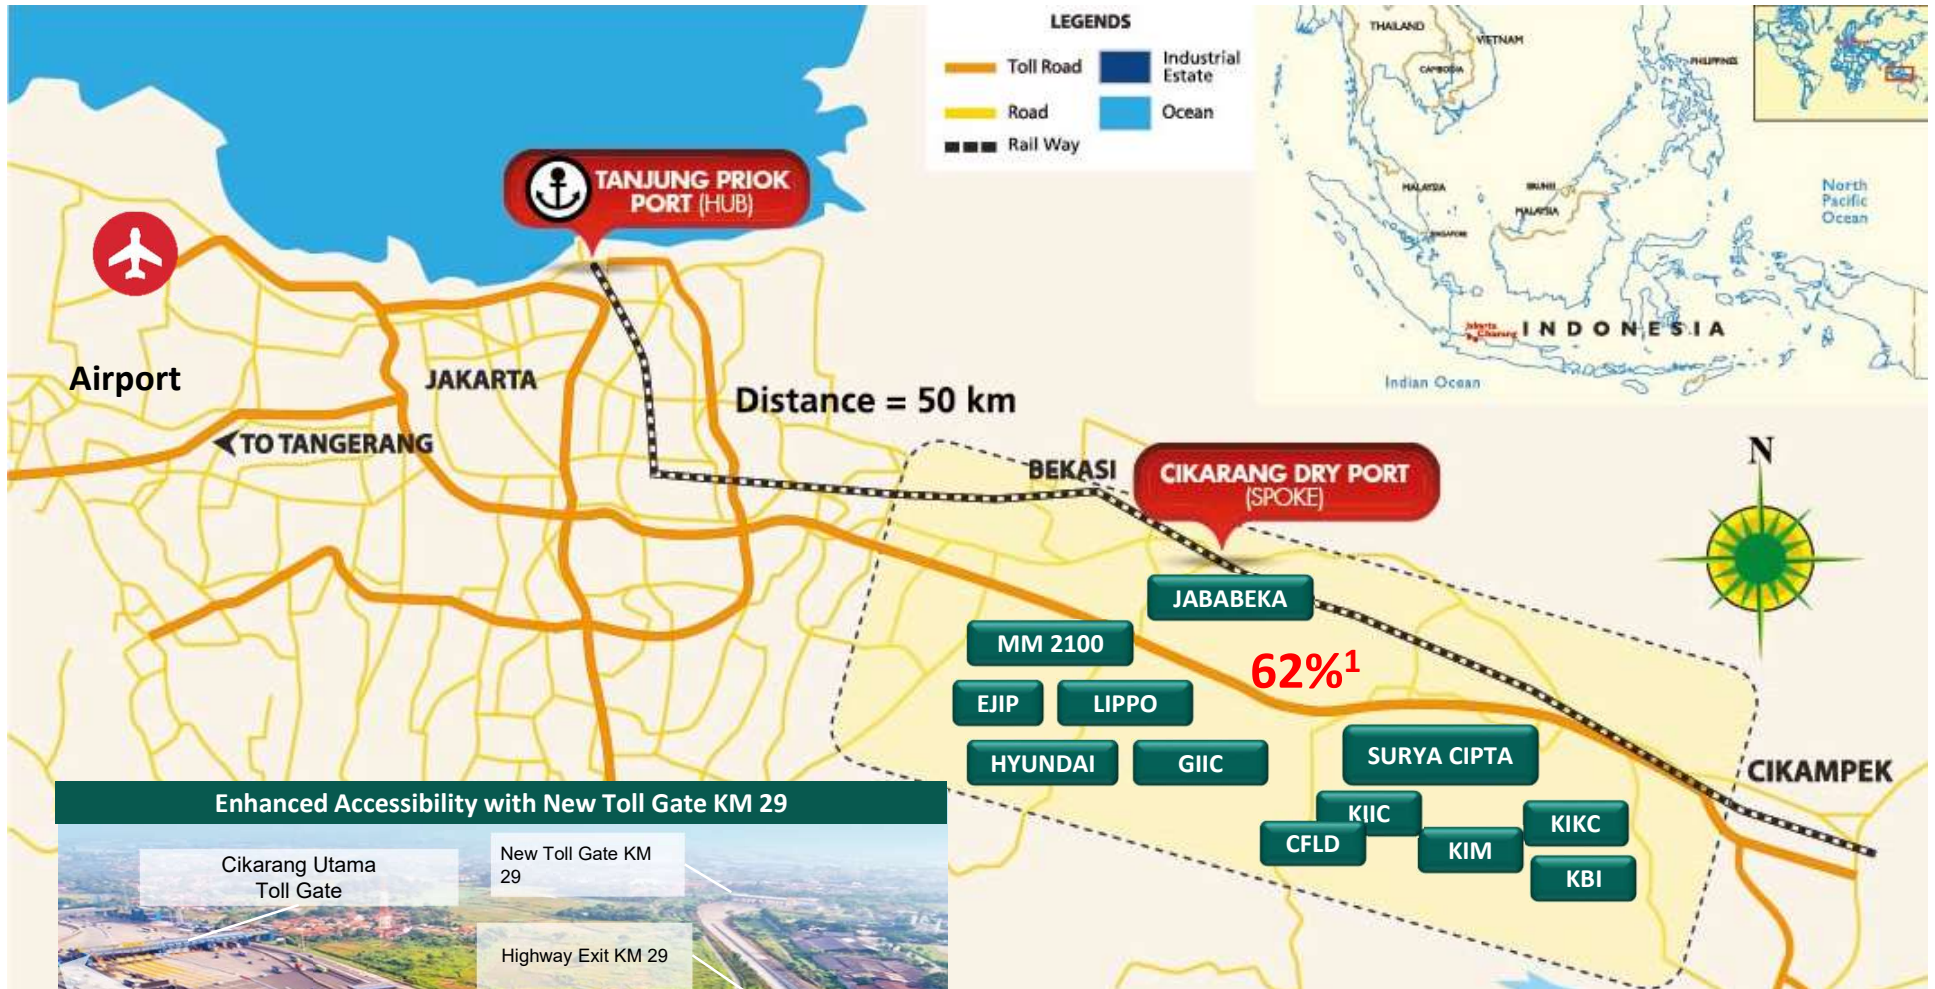 LEGENDS
Toll Road
Industrial
Estate
Road
Ocean
Rail Way
THAILAND
VIETNAM
CAMBODIA
PHILIPPINES
MALAYSIA
BRUNEI
MALAYSIA
SINGAPORE
North
Pacific
Ocean
Jakarta
Cikarang
INDONESIA
Indian Ocean
TANJUNG PRIOK
PORT (HUB)
Airport
JAKARTA
Distance = 50 km
TO TANGERANG
BEKASI
CIKARANG DRY PORT
(SPOKE)
N
JABABEKA
MM 2100
62%¹
EJIP
LIPPO
HYUNDAI
GIIC
SURYA CIPTA
CIKAMPEK
KIIC
KIKC
CFLD
KIM
KBI
Enhanced Accessibility with New Toll Gate KM 29
Cikarang Utama
Toll Gate
New Toll Gate KM
29
Highway Exit KM 29